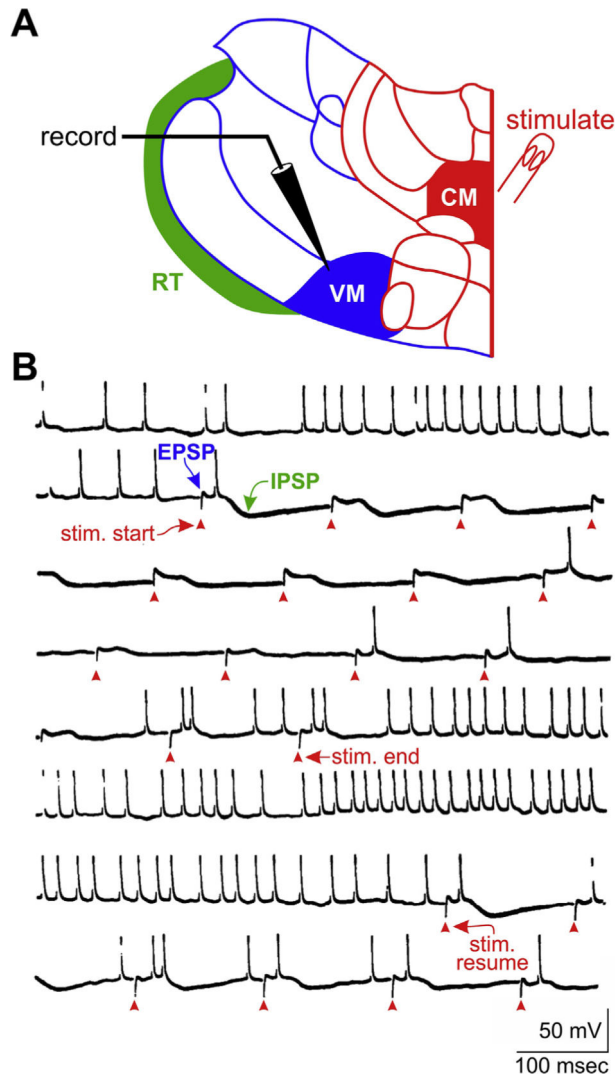 A
record
stimulate
CM
RT
VM
B
EPSP
IPSP
stim. start
stim. end
stim.
resume
50 mV
100 msec